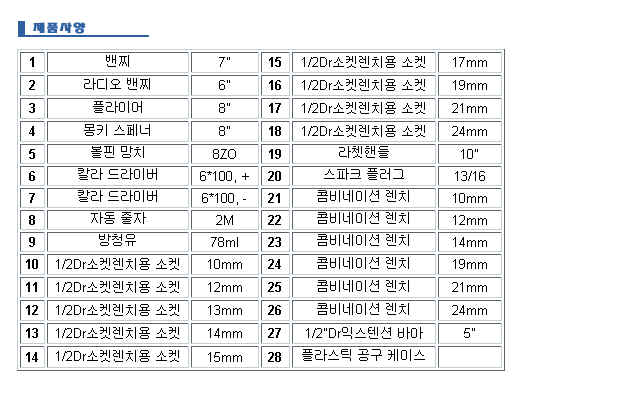 제품사양
1 밴찌 7" 15 1/2Dr소켓렌치용 소켓 17mm
2 라디오 밴찌 6" 16 1/2Dr소켓렌치용 소켓 19mm
3 플라이어 8" 17 1/2Dr소켓렌치용 소켓 21mm
4 몽키 스페너 8" 18 1/2Dr소켓렌치용 소켓 24mm
5 볼핀 망치 8ZO 19 라쳇핸들 10"
6 칼라 드라이버 6*100, + 20 스파크 플러그 13/16
7 칼라 드라이버 6*100, - 21 콤비네이션 렌치 10mm
8 자동 줄자 2M 22 콤비네이션 렌치 12mm
9 방청유 78ml 23 콤비네이션 렌치 14mm
10 1/2Dr소켓렌치용 소켓 10mm 24 콤비네이션 렌치 19mm
11 1/2Dr소켓렌치용 소켓 12mm 25 콤비네이션 렌치 21mm
12 1/2Dr소켓렌치용 소켓 13mm 26 콤비네이션 렌치 24mm
13 1/2Dr소켓렌치용 소켓 14mm 27 1/2"Dr익스텐션 바아 5"
14 1/2Dr소켓렌치용 소켓 15mm 28 플라스틱 공구 케이스